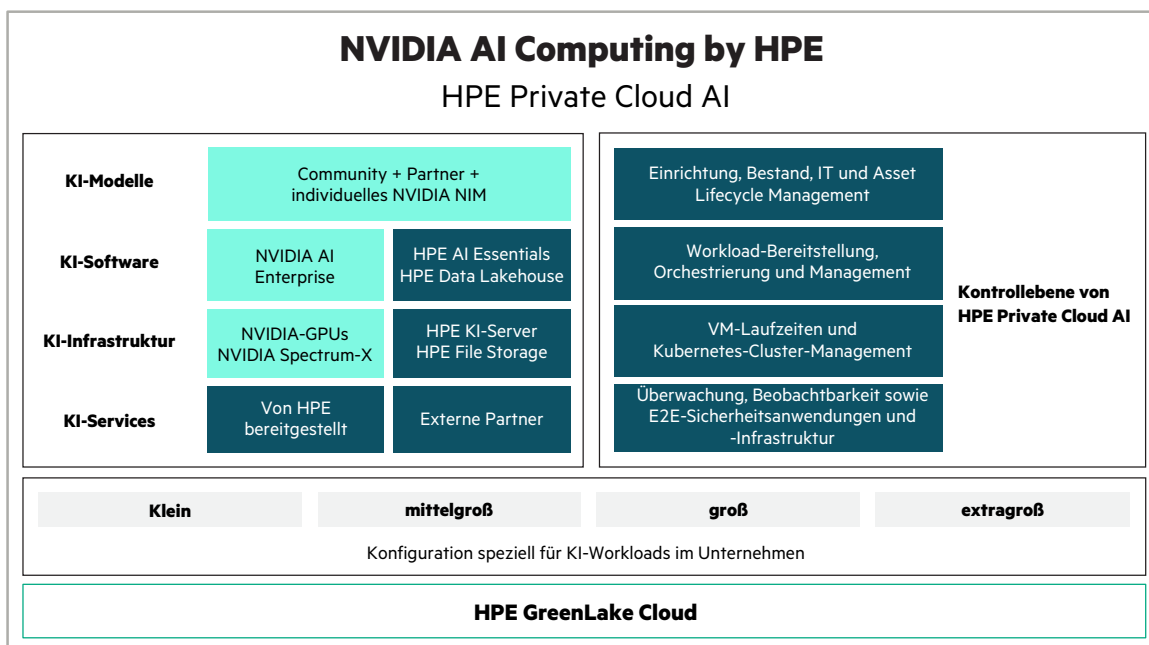 NVIDIA AI Computing by HPE
HPE Private Cloud AI
KI-Modelle
Community + Partner +
individuelles NVIDIA NIM
KI-Software
NVIDIA AI
Enterprise
HPE AI Essentials
HPE Data Lakehouse
KI-Infrastruktur
NVIDIA-GPUs
NVIDIA Spectrum-X
HPE KI-Server
HPE File Storage
KI-Services
Von HPE
bereitgestellt
Externe Partner
Einrichtung, Bestand, IT und Asset
Lifecycle Management
Workload-Bereitstellung,
Orchestrierung und Management
VM-Laufzeiten und
Kubernetes-Cluster-Management
Überwachung, Beobachtbarkeit sowie
E2E-Sicherheitsanwendungen und
-Infrastruktur
Kontrollebene von
HPE Private Cloud AI
Klein
mittelgroß
groß
extragroß
Konfiguration speziell für KI-Workloads im Unternehmen
HPE GreenLake Cloud